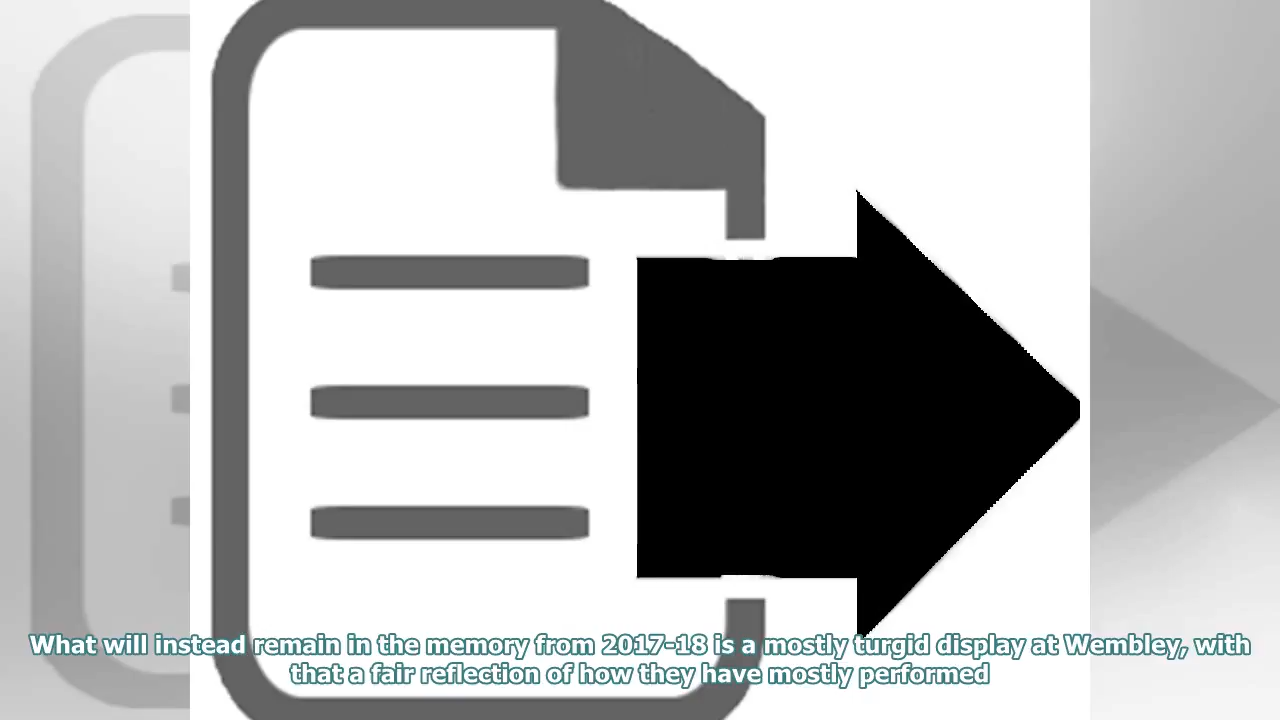 What will instead remain in the memory from 2017-18 is a mostly turgid display at Wembley, with
that a fair reflection of how they have mostly performed